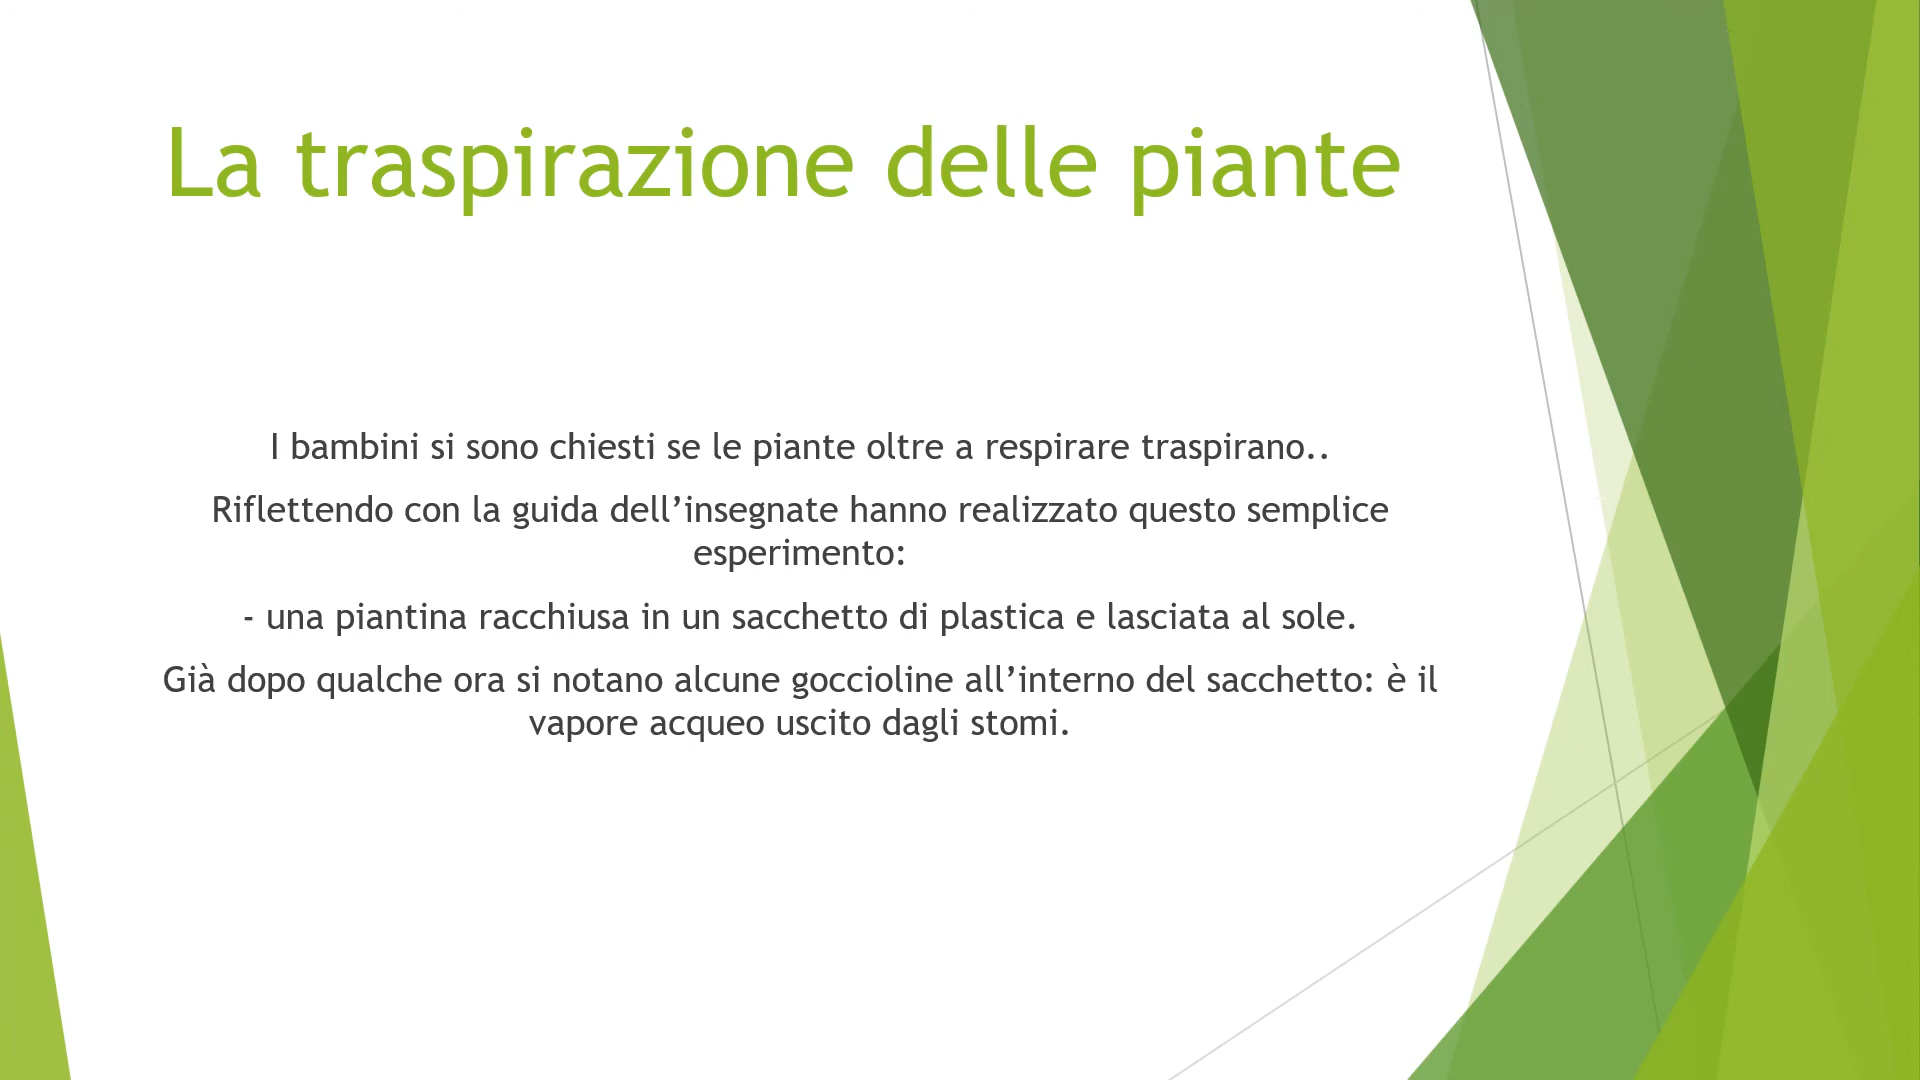 La traspirazione delle piante
I bambini si sono chiesti se le piante oltre a respirare traspirano..
Riflettendo con la guida dell’insegnate hanno realizzato questo semplice
esperimento:
- una piantina racchiusa in un sacchetto di plastica e lasciata al sole.
Già dopo qualche ora si notano alcune goccioline all’interno del sacchetto: è il
vapore acqueo uscito dagli stomi.